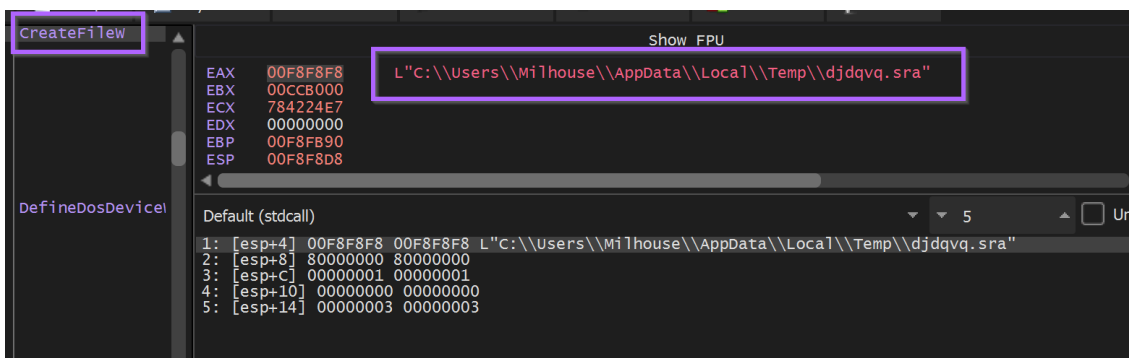 CreateFileW
Show FPU
EAX 00F8F8F8 L"C:\\Users\\Milhouse\\AppData\\Local\\Temp\\djdqvq.sra"
EBX 00CCB000
ECX 784224E7
EDX 00000000
EBP 00F8FB90
ESP 00F8F8D8
DefineDosDeviceW
Default (stdcall) 5 Un
1: [esp+4] 00F8F8F8 00F8F8F8 L"C:\\Users\\Milhouse\\AppData\\Local\\Temp\\djdqvq.sra"
2: [esp+8] 80000000 80000000
3: [esp+C] 00000001 00000001
4: [esp+10] 00000000 00000000
5: [esp+14] 00000003 00000003